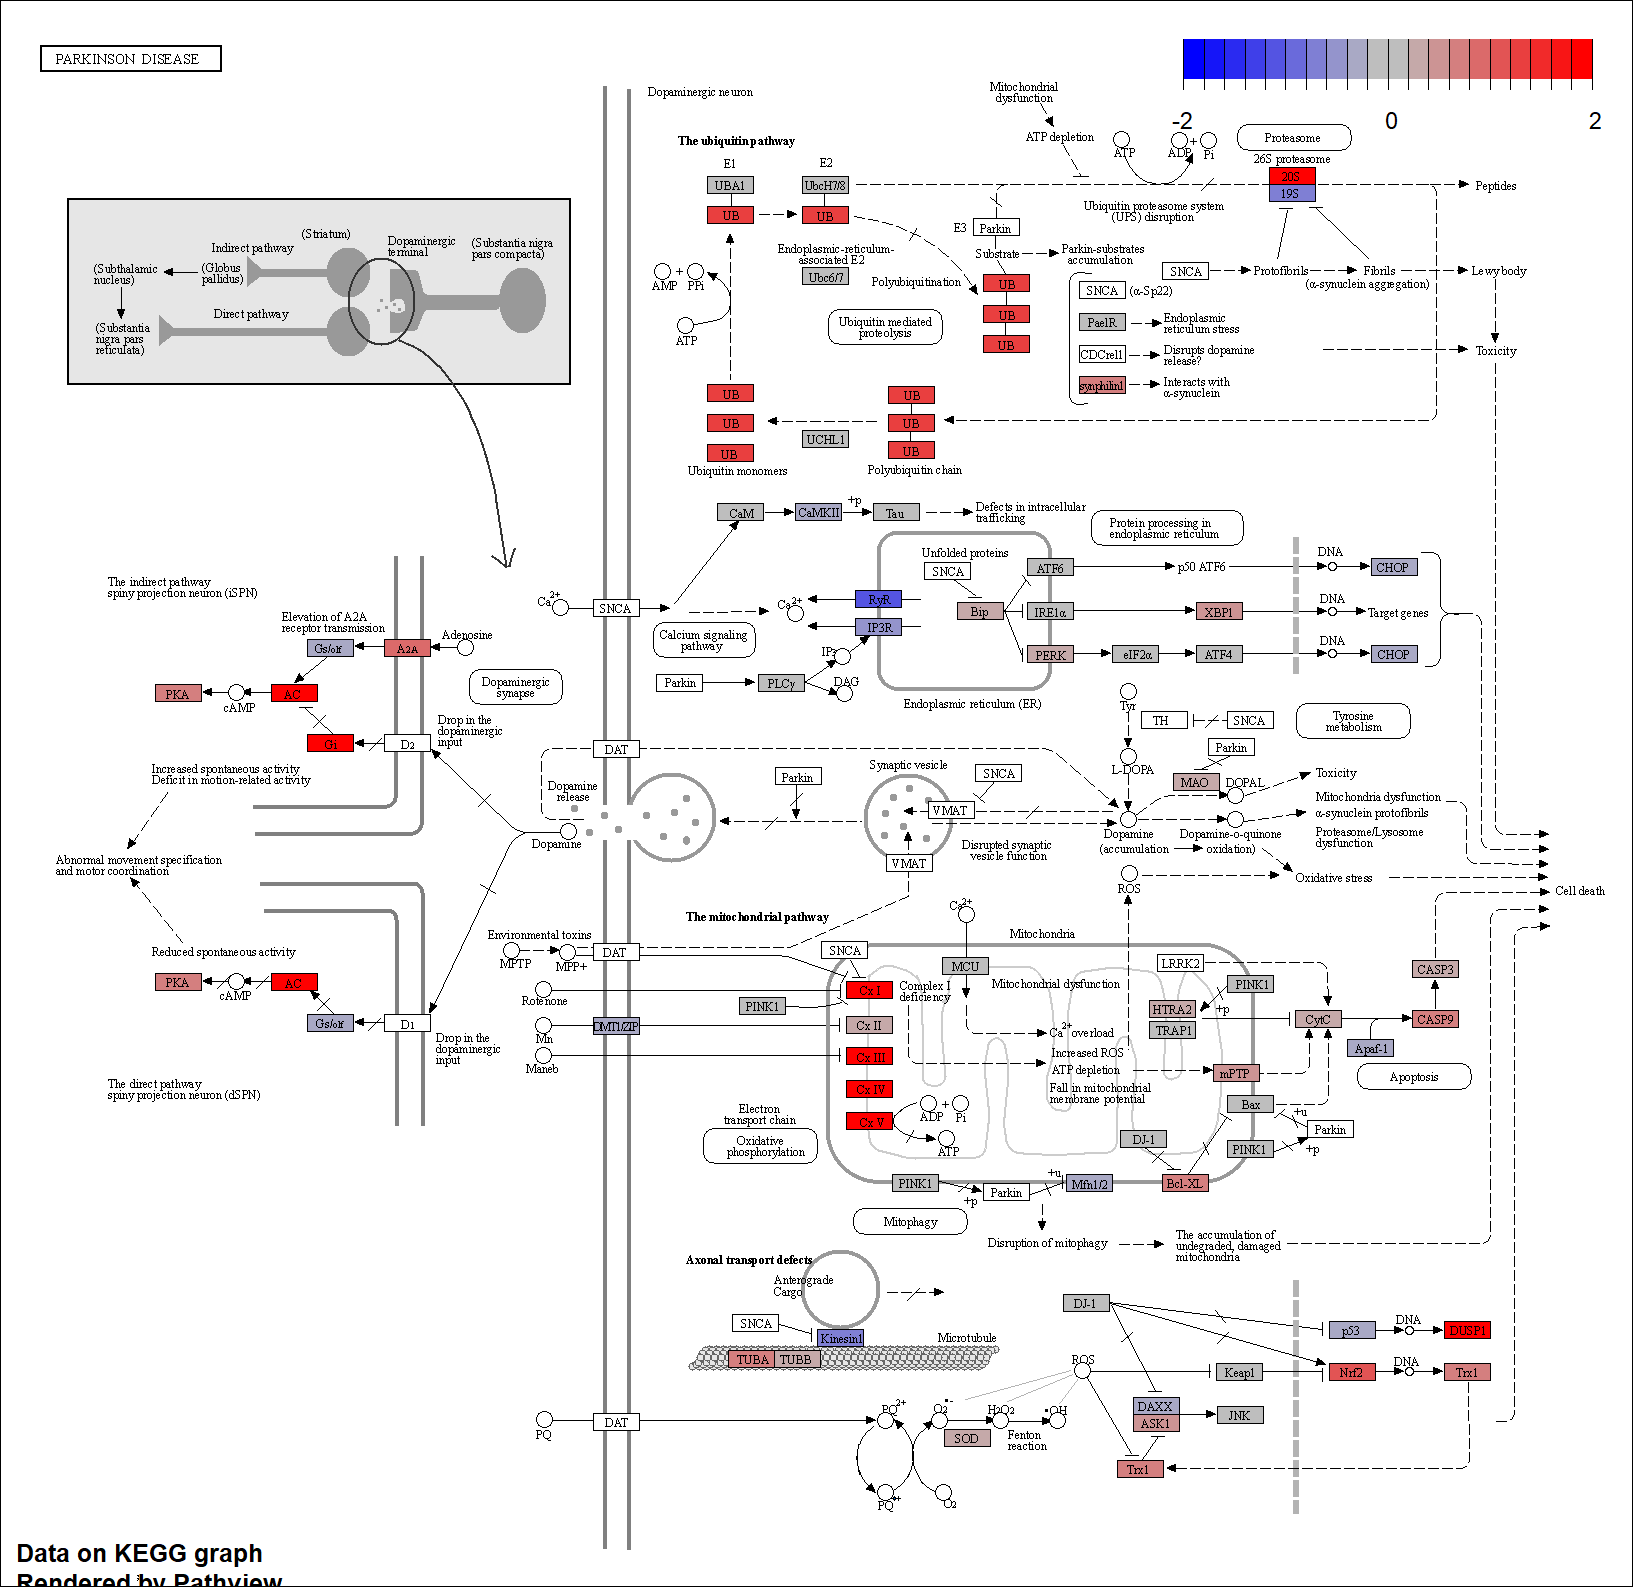 PARKINSON DISEASE
-2
0
2
Dopaminergic neuron
Mitochondrial
dysfunction
ATP depletion
ATP
ADP
+
Pi
Proteasome
26S proteasome
20S
19S
Peptides
The ubiquitin pathway
E1
E2
UBA1
UbcH7/8
UB
UB
Ubiquitin proteasome system
(UPS) disruption
E3
Parkin
Substrate
Parkin-substrates
accumulation
Endoplasmic-reticulum-
associated E2
Ubc6/7
Polyubiquitination
UB
UB
UB
AMP
+
PPi
ATP
Ubiquitin mediated
proteolysis
SNCA
Protofibrils
Fibrils
(α-synuclein aggregation)
Lewy body
SNCA
(α-Sp22)
PaelR
Endoplasmic
reticulum stress
CDCrel1
Disrupts dopamine
release?
synphilin1
Interacts with
α-synuclein
Toxicity
UB
UB
UB
Ubiquitin monomers
UCHL1
UB
UB
UB
Polyubiquitin chain
(Striatum)
Indirect pathway
(Subthalamic
nucleus)
(Globus
pallidus)
Dopaminergic
terminal
(Substantia nigra
pars compacta)
Direct pathway
(Substantia
nigra pars
reticulata)
CaM
CaMKII
+p
Tau
Defects in intracellular
trafficking
Protein processing in
endoplasmic reticulum
Ca2+
SNCA
Ca2+
Calcium signaling
pathway
RyR
IP3R
IP3
DAG
Parkin
PLCγ
Unfolded proteins
SNCA
Bip
ATF6
IRE1α
PERK
p50 ATF6
XBP1
eIF2α
ATF4
DNA
CHOP
DNA
Target genes
DNA
CHOP
Endoplasmic reticulum (ER)
The indirect pathway
spiny projection neuron (iSPN)
Elevation of A2A
receptor transmission
Gs/olf
A2A
Adenosine
PKA
cAMP
AC
Gi
D2
Drop in the
dopaminergic
input
Dopaminergic
synapse
Increased spontaneous activity
Deficit in motion-related activity
Abnormal movement specification
and motor coordination
Reduced spontaneous activity
PKA
cAMP
AC
Gs/olf
D1
Drop in the
dopaminergic
input
The direct pathway
spiny projection neuron (dSPN)
DAT
Dopamine
release
Dopamine
Parkin
Synaptic vesicle
VMAT
VMAT
SNCA
Disrupted synaptic
vesicle function
Tyr
TH
SNCA
Tyrosine
metabolism
L-DOPA
Parkin
MAO
DOPAL
Toxicity
Dopamine
(accumulation
Dopamine-o-quinone
oxidation)
Mitochondria dysfunction
α-synuclein protofibrils
Proteasome/Lysosome
dysfunction
ROS
Oxidative stress
Cell death
The mitochondrial pathway
Environmental toxins
MPTP
MPP+
DAT
Rotenone
Mn
DMT1/ZIP
Maneb
PINK1
SNCA
Cx I
Cx II
Cx III
Cx IV
Cx V
Complex I
deficiency
Ca2+
MCU
Mitochondria
Mitochondrial dysfunction
Ca2+ overload
Increased ROS
ATP depletion
Fall in mitochondrial
membrane potential
ADP
+
Pi
ATP
Electron
transport chain
Oxidative
phosphorylation
LRRK2
PINK1
HTRA2
+p
TRAP1
CytC
CASP3
CASP9
Apaf-1
Apoptosis
mPTP
Bax
+u
Parkin
PINK1
+p
DJ-1
Bcl-XL
PINK1
+p
Parkin
+u
Mfn1/2
Mitophagy
Disruption of mitophagy
The accumulation of
undegraded, damaged
mitochondria
Axonal transport defects
Anterograde
Cargo
SNCA
Kinesin1
TUBA
TUBB
Microtubule
DJ-1
p53
DNA
DUSP1
ROS
Keap1
Nrf2
DNA
Trx1
DAXX
ASK1
JNK
Trx1
PQ
DAT
PQ2+
PQ•+
O2•-
O2
SOD
H2O2
Fenton
reaction
•OH
Data on KEGG graph
Rendered by Pathview